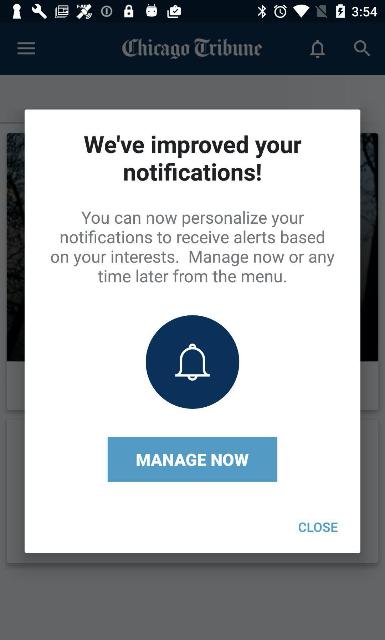 3:54
Chicago Tribune
We've improved your
notifications!
You can now personalize your
notifications to receive alerts based
on your interests.  Manage now or any
time later from the menu.
MANAGE NOW
CLOSE